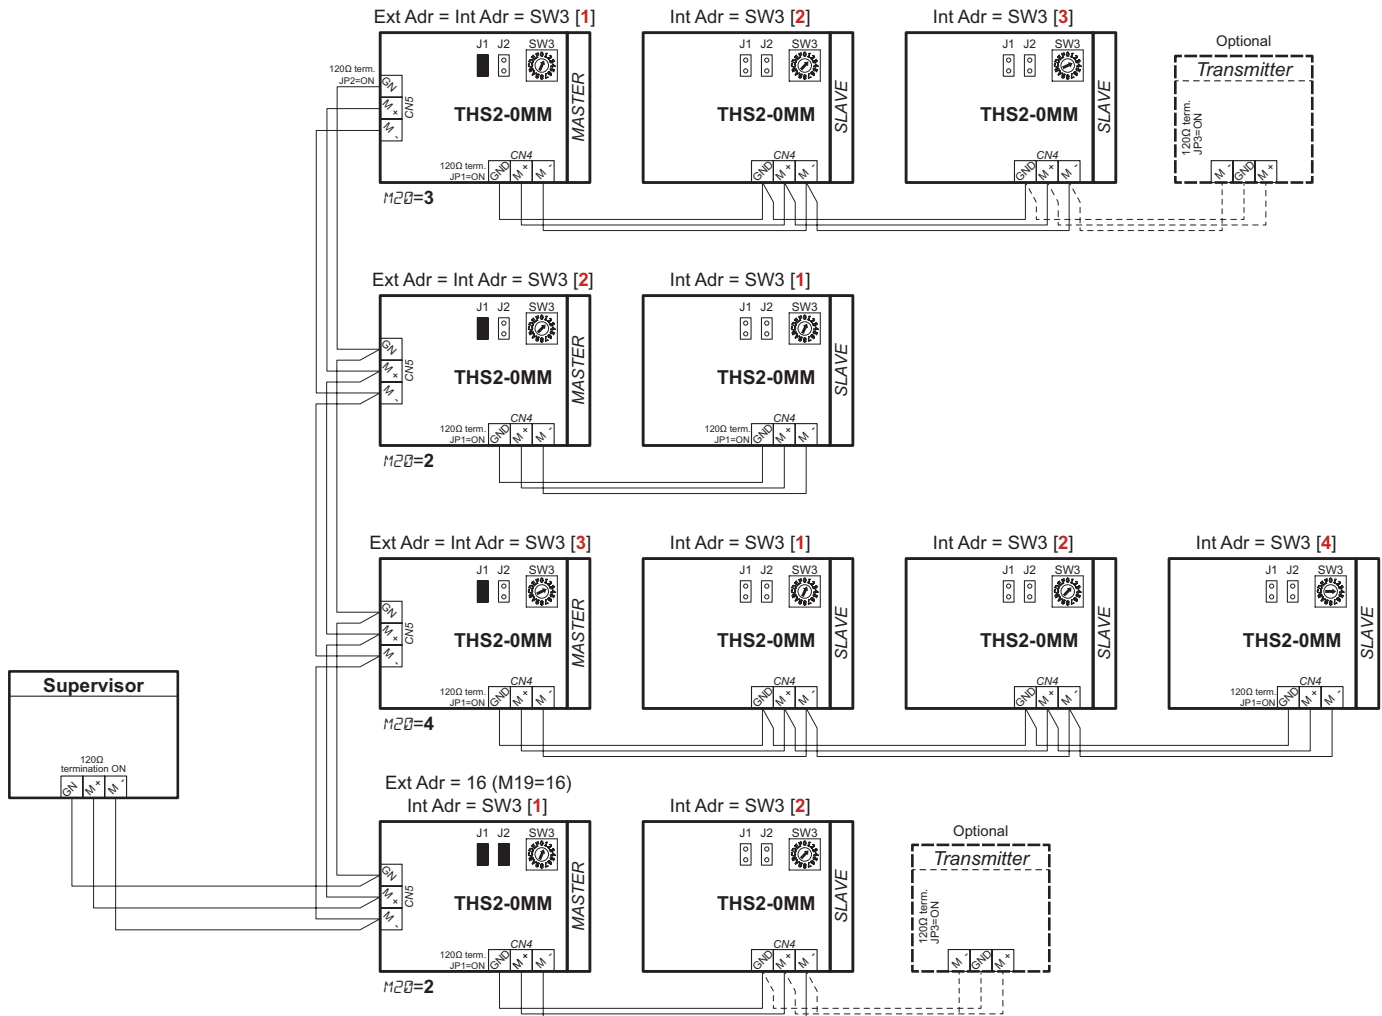 Ext Adr = Int Adr = SW3 [1]
J1 J2 SW3
120Ω term.
JP2=ON
GN
M +
M -
CN5
THS2-0MM
MASTER
CN4
120Ω term.
JP1=ON
GND
M +
M -
M20=3
Int Adr = SW3 [2]
J1 J2 SW3
THS2-0MM
SLAVE
CN4
GND
M +
M -
Int Adr = SW3 [3]
J1 J2 SW3
THS2-0MM
SLAVE
CN4
GND
M +
M -
Optional
Transmitter
120Ω term.
JP3=ON
M -
GND
M +
Ext Adr = Int Adr = SW3 [2]
J1 J2 SW3
GN
M +
M -
CN5
THS2-0MM
MASTER
CN4
120Ω term.
JP1=ON
GND
M +
M -
M20=2
Int Adr = SW3 [1]
J1 J2 SW3
THS2-0MM
SLAVE
CN4
120Ω term.
JP1=ON
GND
M +
M -
Ext Adr = Int Adr = SW3 [3]
J1 J2 SW3
GN
M +
M -
CN5
THS2-0MM
MASTER
CN4
120Ω term.
JP1=ON
GND
M +
M -
M20=4
Int Adr = SW3 [1]
J1 J2 SW3
THS2-0MM
SLAVE
CN4
GND
M +
M -
Int Adr = SW3 [2]
J1 J2 SW3
THS2-0MM
SLAVE
CN4
GND
M +
M -
Int Adr = SW3 [4]
J1 J2 SW3
THS2-0MM
SLAVE
CN4
120Ω term.
JP1=ON
GND
M +
M -
Supervisor
120Ω
termination ON
GN
M +
M -
Ext Adr = 16 (M19=16)
Int Adr = SW3 [1]
J1 J2 SW3
GN
M +
M -
CN5
THS2-0MM
MASTER
CN4
120Ω term.
JP1=ON
GND
M +
M -
M20=2
Int Adr = SW3 [2]
J1 J2 SW3
THS2-0MM
SLAVE
CN4
GND
M +
M -
Optional
Transmitter
120Ω term.
JP3=ON
M -
GND
M +